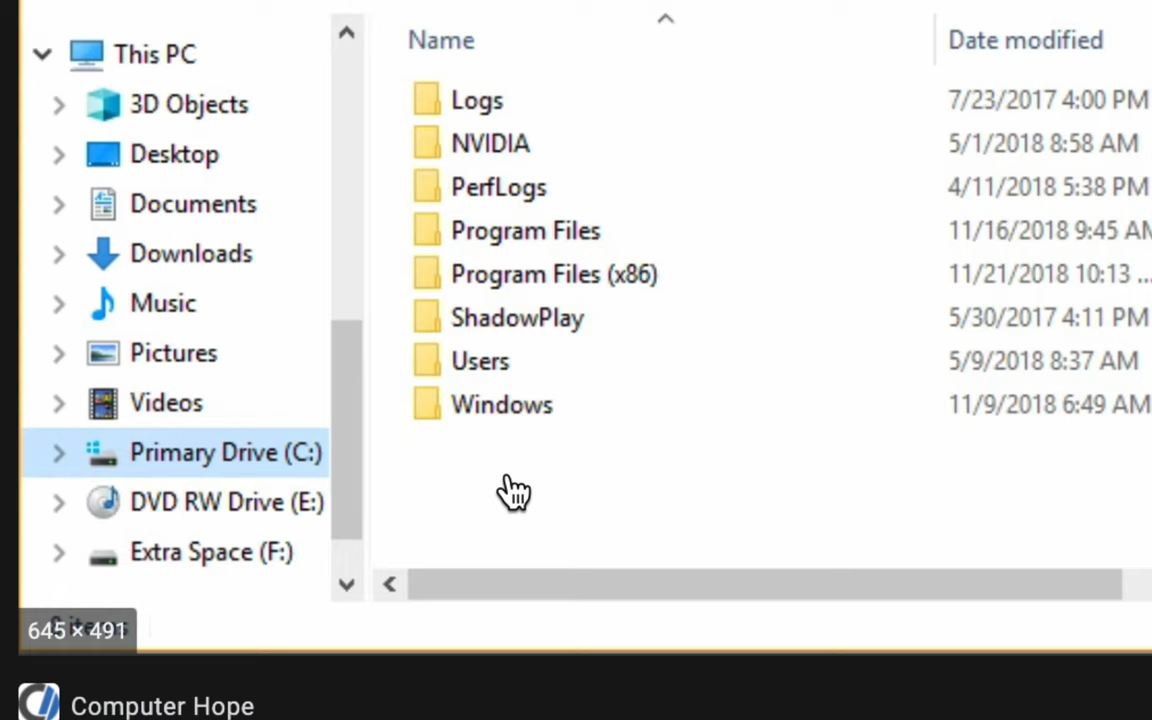 This PC
3D Objects
Desktop
Documents
Downloads
Music
Pictures
Videos
Primary Drive (C:)
DVD RW Drive (E:)
Extra Space (F:)
Name Date modified
Logs 7/23/2017 4:00 PM
NVIDIA 5/1/2018 8:58 AM
PerfLogs 4/11/2018 5:38 PM
Program Files 11/16/2018 9:45 AM
Program Files (x86) 11/21/2018 10:13 ...
ShadowPlay 5/30/2017 4:11 PM
Users 5/9/2018 8:37 AM
Windows 11/9/2018 6:49 AM
645 × 491
Computer Hope